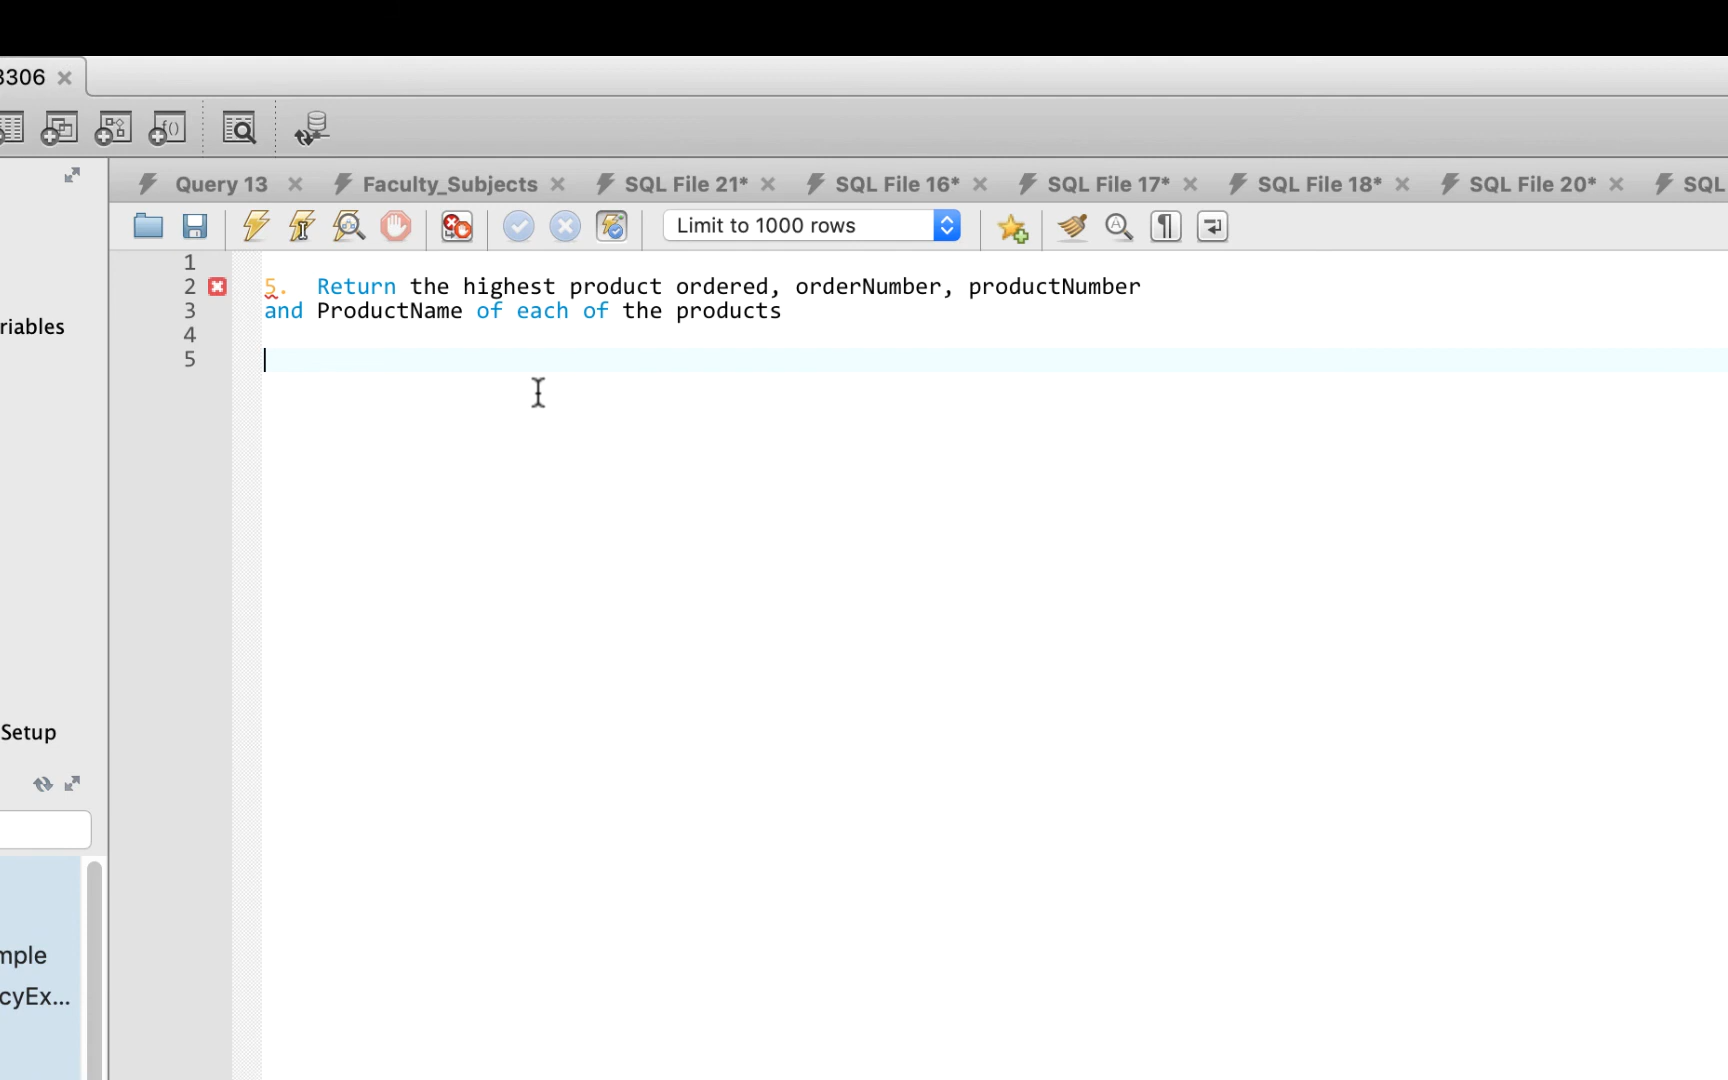 3306
Query 13 Faculty_Subjects SQL File 21* SQL File 16* SQL File 17* SQL File 18* SQL File 20* SQL
Limit to 1000 rows
1
2 5. Return the highest product ordered, orderNumber, productNumber
3 and ProductName of each of the products
4
5
riables
Setup
mple
cyEx...